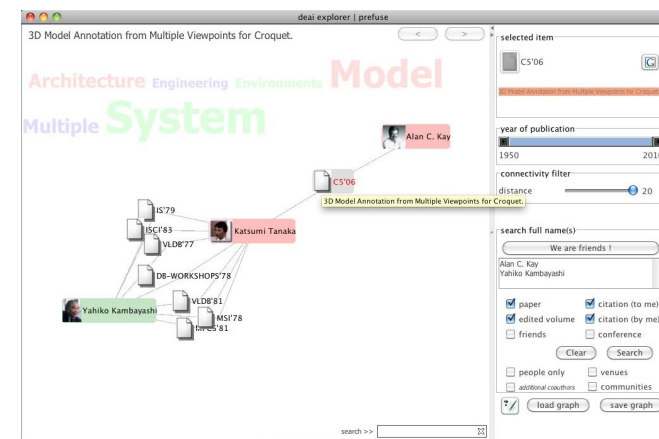 deai explorer | prefuse
3D Model Annotation from Multiple Viewpoints for Croquet.
< >
Architecture Engineering Environments Model
Multiple System
Alan C. Kay
CS'06
3D Model Annotation from Multiple Viewpoints for Croquet.
IS'79
ISCI'83
Katsumi Tanaka
VLDB'77
DB-WORKSHOPS'78
VLDB'81
Yahiko Kambayashi
MSI'78
search >>
selected item
CS'06
G
3D Model Annotation from Multiple Viewpoints for Croquet
year of publication
1950 2010
connectivity filter
distance 20
search full name(s)
We are friends !
Alan C. Kay
Yahiko Kambayashi
paper citation (to me)
edited volume citation (by me)
friends conference
Clear Search
people only venues
additional coauthors communities
? load graph save graph